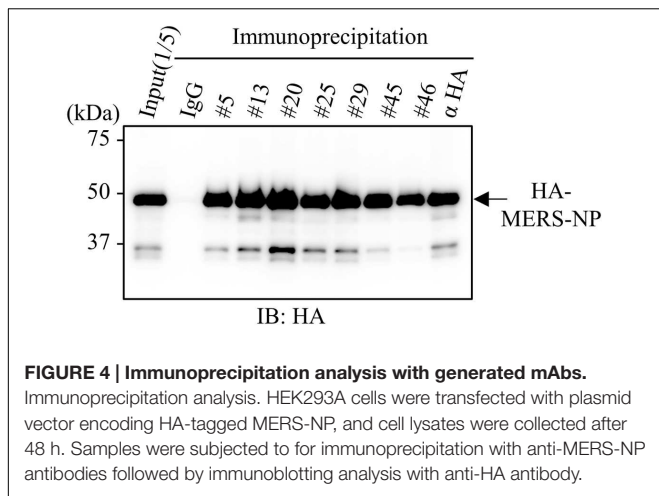 Immunoprecipitation
Input(1/5) IgG #5 #13 #20 #25 #29 #45 #46 α HA
(kDa)
75
50
37
HA-
MERS-NP
IB: HA
FIGURE 4 | Immunoprecipitation analysis with generated mAbs.
Immunoprecipitation analysis. HEK293A cells were transfected with plasmid
vector encoding HA-tagged MERS-NP, and cell lysates were collected after
48 h. Samples were subjected to for immunoprecipitation with anti-MERS-NP
antibodies followed by immunoblotting analysis with anti-HA antibody.